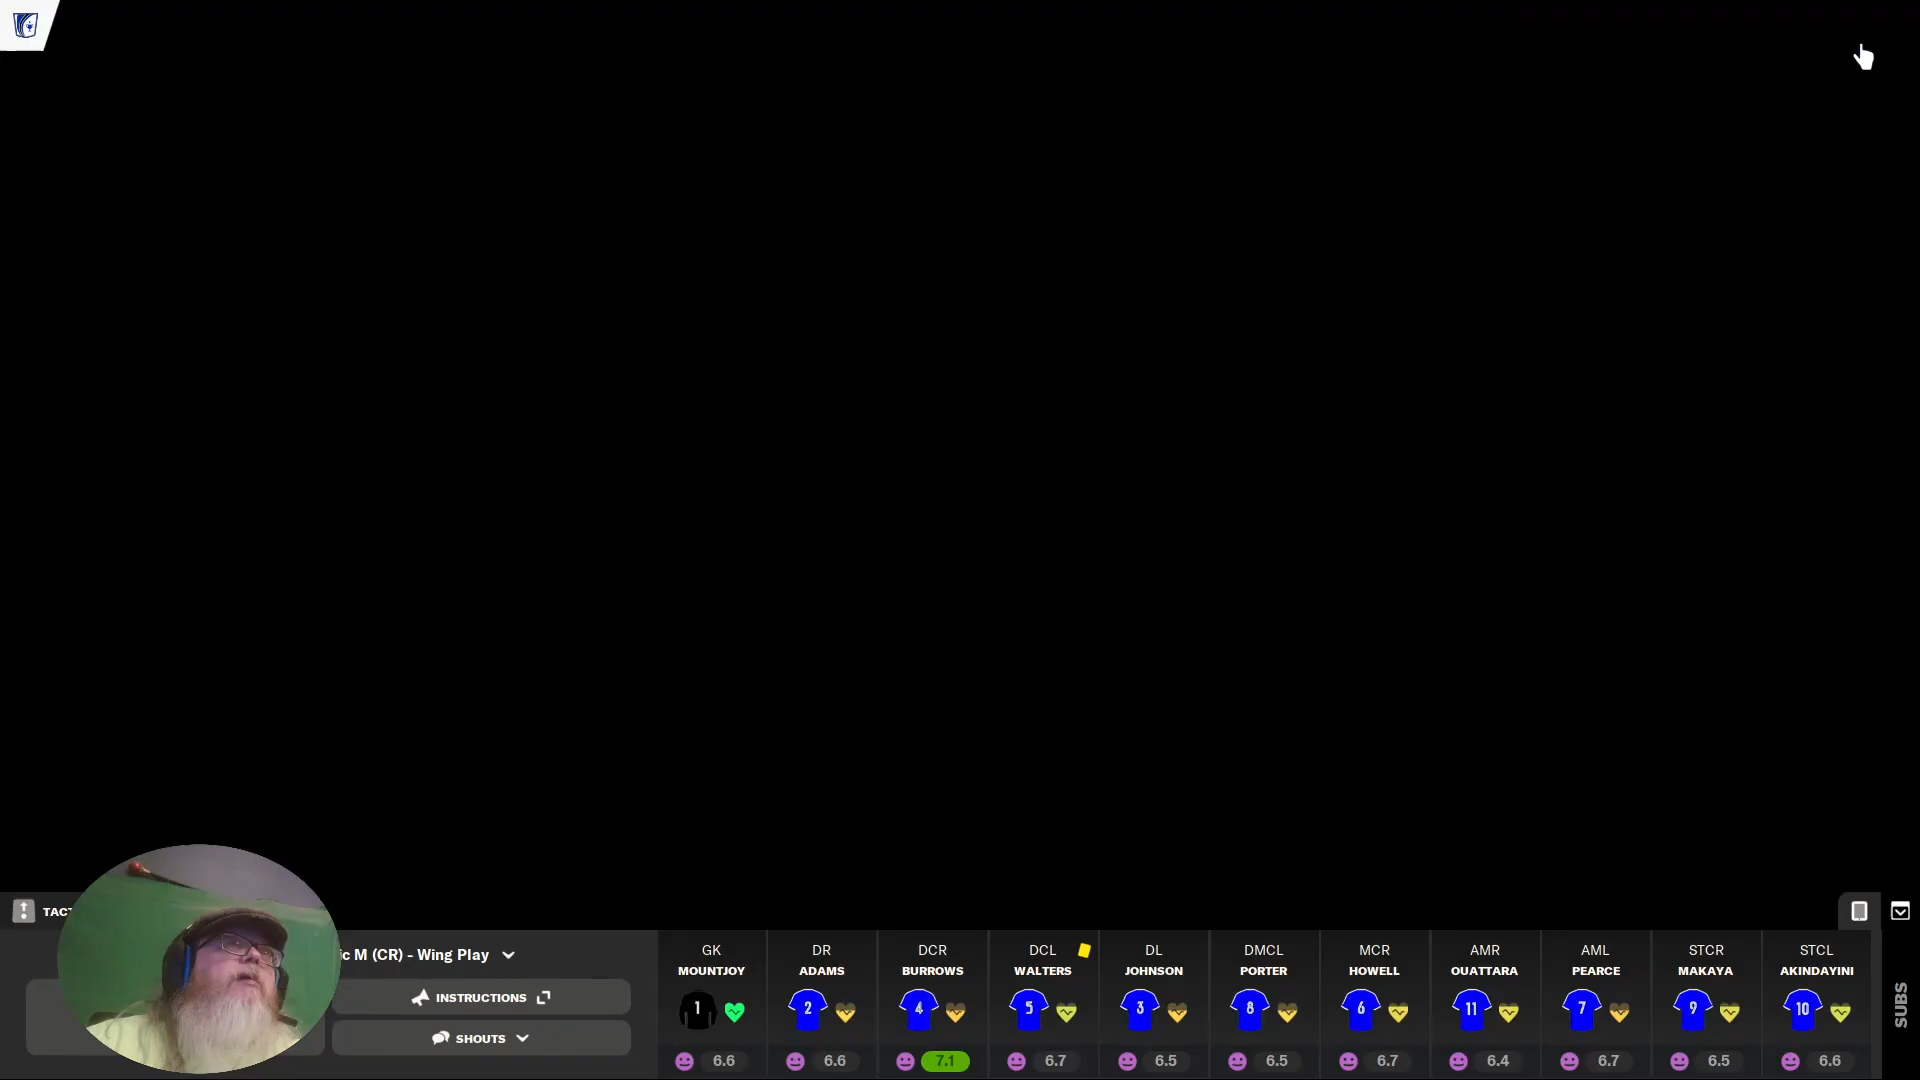 TACT
ic M (CR) - Wing Play
INSTRUCTIONS
SHOUTS
GK DR DCR DCL DL DMCL MCR AMR AML STCR STCL
MOUNTJOY ADAMS BURROWS WALTERS JOHNSON PORTER HOWELL OUATTARA PEARCE MAKAYA AKINDAYINI
1 2 4 5 3 8 6 11 7 9 10
6.6 6.6 7.1 6.7 6.5 6.5 6.7 6.4 6.7 6.5 6.6
SUBS